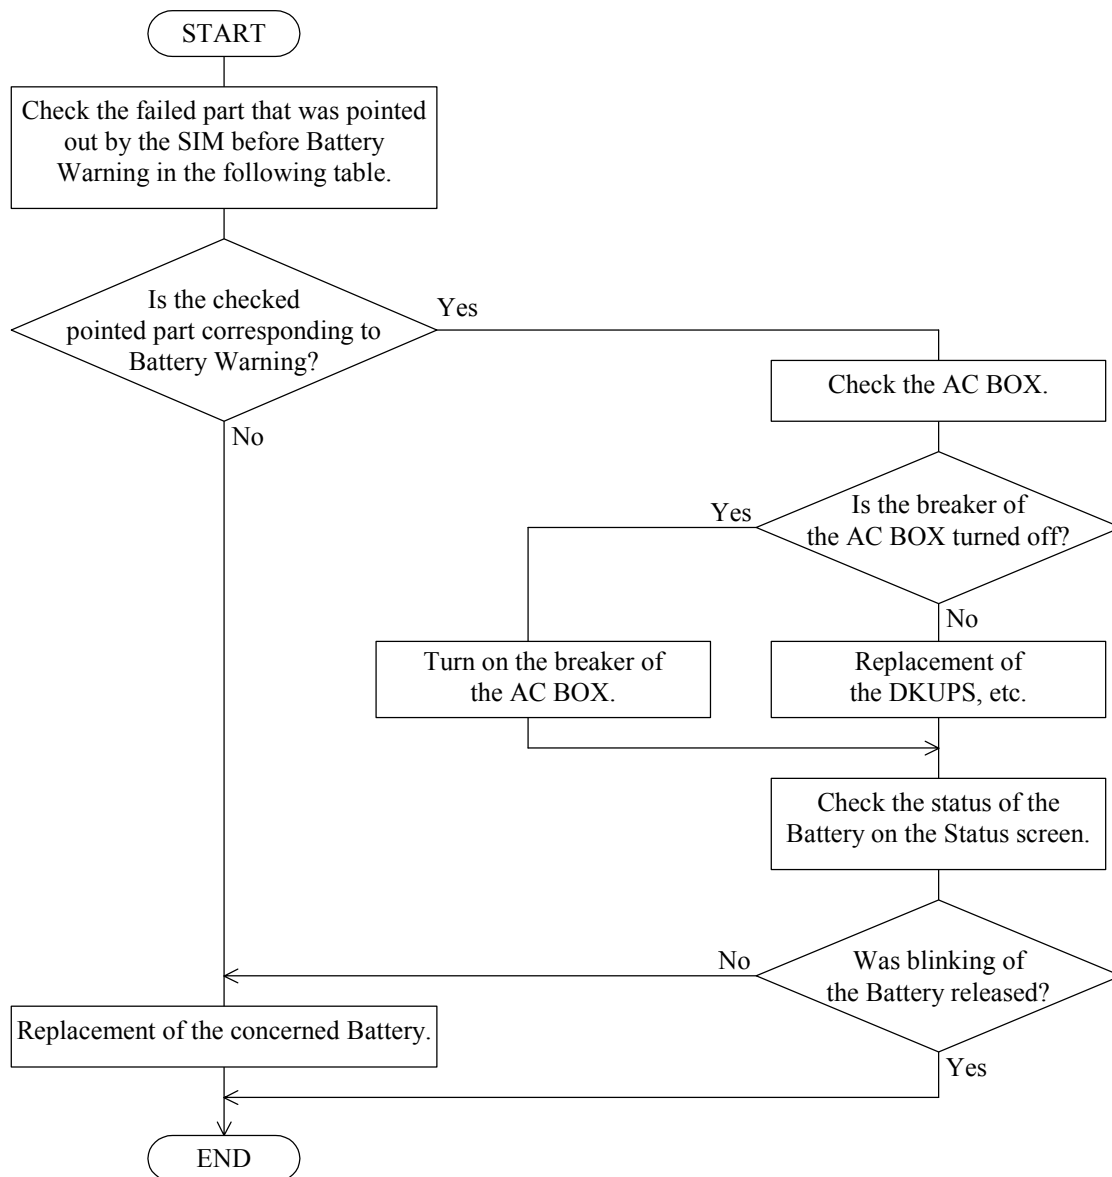 START
Check the failed part that was pointed
out by the SIM before Battery
Warning in the following table.
Is the checked
pointed part corresponding to
Battery Warning?
Yes
No
Check the AC BOX.
Is the breaker of
the AC BOX turned off?
Yes
No
Turn on the breaker of
the AC BOX.
Replacement of
the DKUPS, etc.
Check the status of the
Battery on the Status screen.
Was blinking of
the Battery released?
No
Yes
Replacement of the concerned Battery.
END